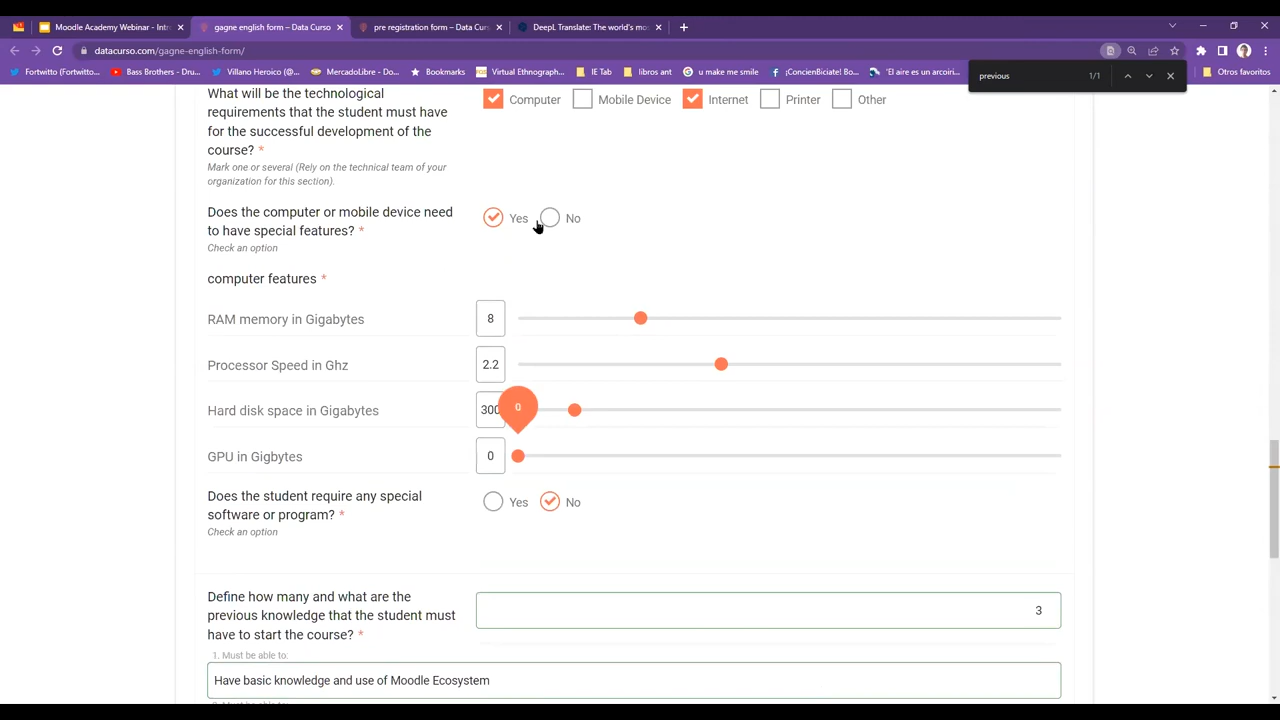 Moodle Academy Webinar - Intr
gagne english form – Data Curso
pre registration form – Data Cu
DeepL Translate: The world's mo
datacurso.com/gagne-english-form/
Fortwitto (Fortwitto...
Bass Brothers - Dru...
Villano Heroico (@...
MercadoLibre - Do...
Bookmarks
Virtual Ethnograph...
IE Tab
libros ant
u make me smile
¡ConcienBiciate! Bo...
'El aire es un arcoiri...
Otros favoritos
previous
1/1
What will be the technological
requirements that the student must have
for the successful development of the
course? *
Mark one or several (Rely on the technical team of your
organization for this section).
Computer
Mobile Device
Internet
Printer
Other
Does the computer or mobile device need
to have special features? *
Check an option
Yes
No
computer features *
RAM memory in Gigabytes
8
Processor Speed in Ghz
2.2
Hard disk space in Gigabytes
300
0
GPU in Gigbytes
0
Does the student require any special
software or program? *
Check an option
Yes
No
Define how many and what are the
previous knowledge that the student must
have to start the course? *
3
1. Must be able to:
Have basic knowledge and use of Moodle Ecosystem